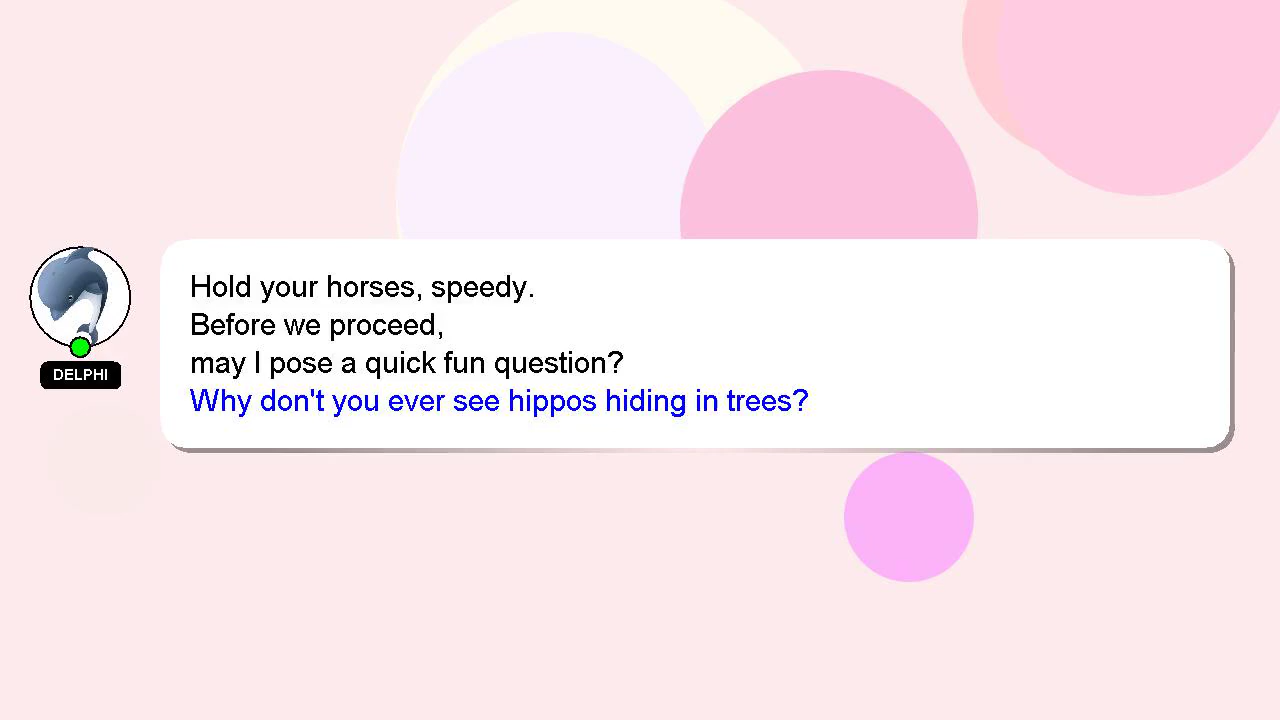 Hold your horses, speedy.
Before we proceed,
may I pose a quick fun question?
Why don't you ever see hippos hiding in trees?
DELPHI